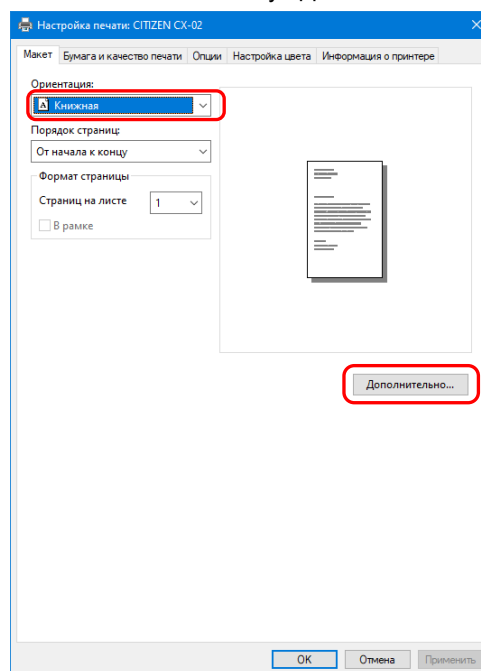 Настройка печати: CITIZEN CX-02
Макет Бумага и качество печати Опции Настройка цвета Информация о принтере
Ориентация:
Книжная
Порядок страниц:
От начала к концу
Формат страницы
Страниц на листе 1
В рамке
Дополнительно...
OK Отмена Применить